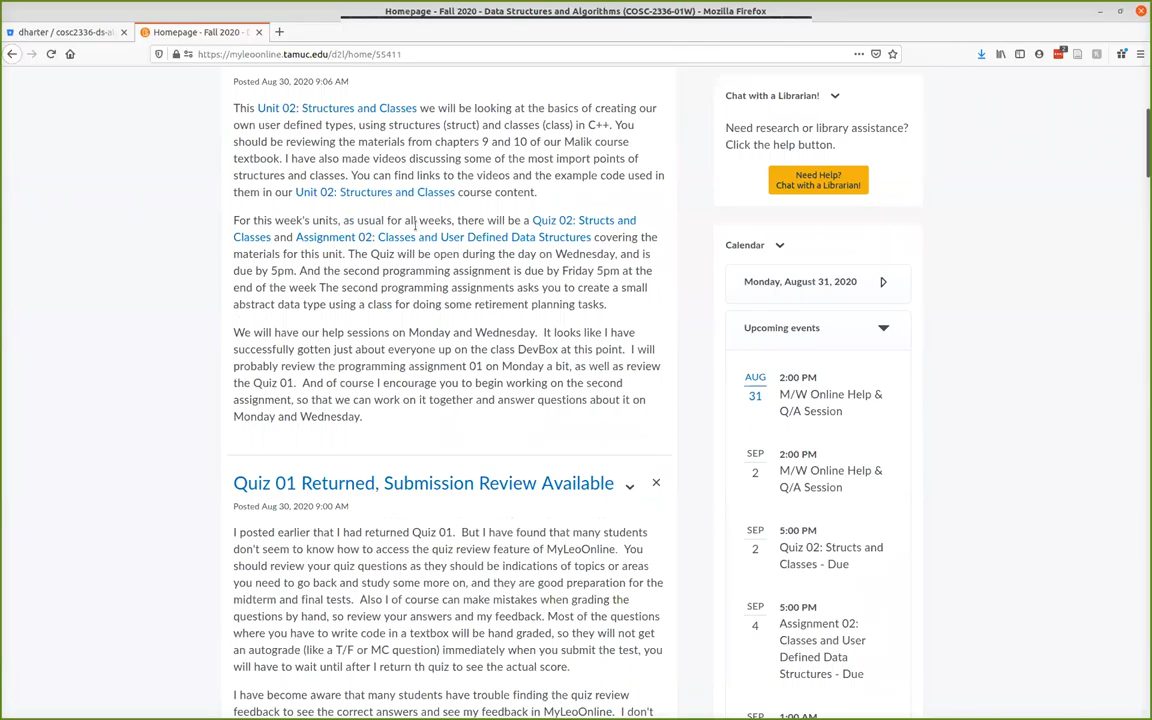 Homepage - Fall 2020 - Data Structures and Algorithms (COSC-2336-01W) - Mozilla Firefox
dharter / cosc2336-ds-al
Homepage - Fall 2020 -
https://myleoonline.tamuc.edu/d2l/home/55411
Posted Aug 30, 2020 9:06 AM
This Unit 02: Structures and Classes we will be looking at the basics of creating our
own user defined types, using structures (struct) and classes (class) in C++. You
should be reviewing the materials from chapters 9 and 10 of our Malik course
textbook. I have also made videos discussing some of the most import points of
structures and classes. You can find links to the videos and the example code used in
them in our Unit 02: Structures and Classes course content.
For this week's units, as usual for all weeks, there will be a Quiz 02: Structs and
Classes and Assignment 02: Classes and User Defined Data Structures covering the
materials for this unit. The Quiz will be open during the day on Wednesday, and is
due by 5pm. And the second programming assignment is due by Friday 5pm at the
end of the week The second programming assignments asks you to create a small
abstract data type using a class for doing some retirement planning tasks.
We will have our help sessions on Monday and Wednesday. It looks like I have
successfully gotten just about everyone up on the class DevBox at this point. I will
probably review the programming assignment 01 on Monday a bit, as well as review
the Quiz 01. And of course I encourage you to begin working on the second
assignment, so that we can work on it together and answer questions about it on
Monday and Wednesday.
Quiz 01 Returned, Submission Review Available
Posted Aug 30, 2020 9:00 AM
I posted earlier that I had returned Quiz 01. But I have found that many students
don't seem to know how to access the quiz review feature of MyLeoOnline. You
should review your quiz questions as they should be indications of topics or areas
you need to go back and study some more on, and they are good preparation for the
midterm and final tests. Also I of course can make mistakes when grading the
questions by hand, so review your answers and my feedback. Most of the questions
where you have to write code in a textbox will be hand graded, so they will not get
an autograde (like a T/F or MC question) immediately when you submit the test, you
will have to wait until after I return th quiz to see the actual score.
I have become aware that many students have trouble finding the quiz review
feedback to see the correct answers and see my feedback in MyLeoOnline. I don't
Chat with a Librarian!
Need research or library assistance?
Click the help button.
Need Help?
Chat with a Librarian!
Calendar
Monday, August 31, 2020
Upcoming events
AUG
31
2:00 PM
M/W Online Help &
Q/A Session
SEP
2
2:00 PM
M/W Online Help &
Q/A Session
SEP
2
5:00 PM
Quiz 02: Structs and
Classes - Due
SEP
4
5:00 PM
Assignment 02:
Classes and User
Defined Data
Structures - Due
SEP
1:00 AM